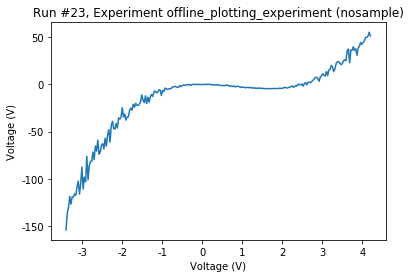 Run #23, Experiment offline_plotting_experiment (nosample)
Voltage (V)
50
0
-50
-100
-150
-3 -2 -1 0 1 2 3 4
Voltage (V)